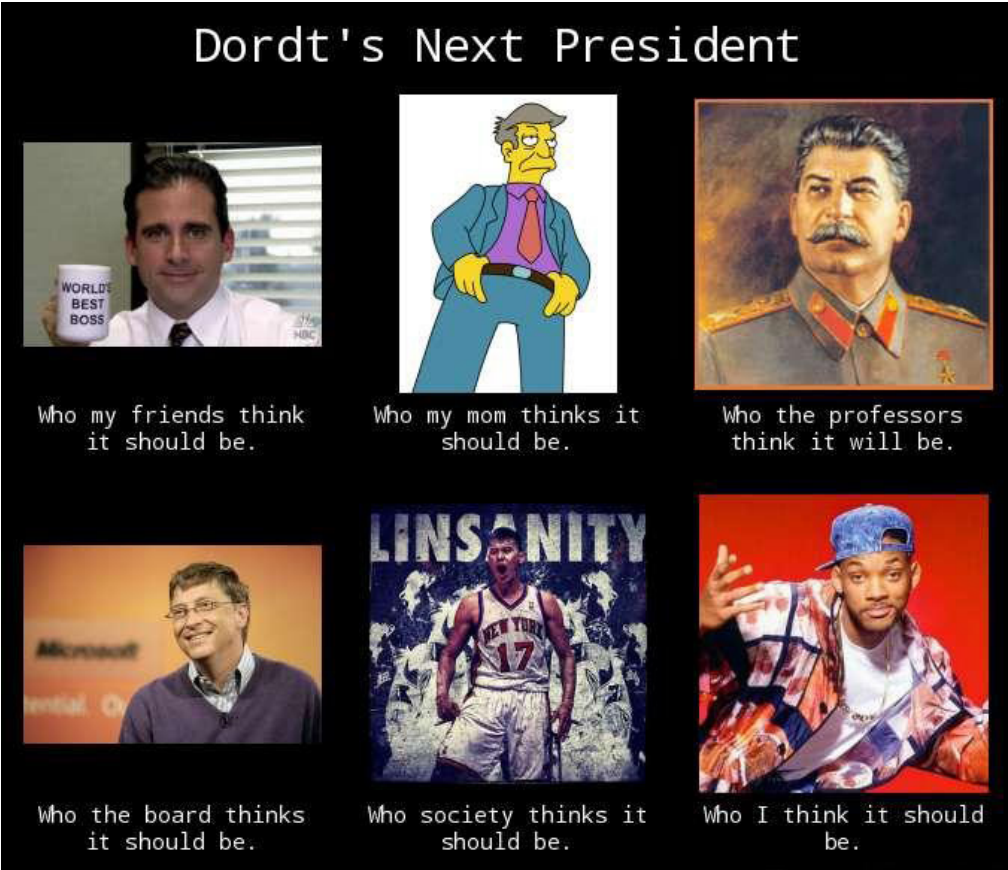 Dordt's Next President
WORLD'S
BEST
BOSS
NBC
Who my friends think
it should be.
Who my mom thinks it
should be.
Who the professors
think it will be.
Microsoft
ential. O
LINSANITY
NEW YORK
17
Who the board thinks
it should be.
Who society thinks it
should be.
Who I think it should
be.